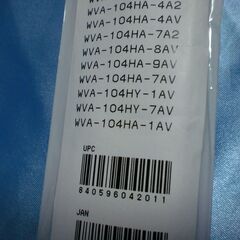 WVA-104HA-4A2
WVA-104HA-4AV
WVA-104HA-7A2
WVA-104HA-8AV
WVA-104HA-9AV
WVA-104HA-7AV
WVA-104HY-1AV
WVA-104HY-7AV
WVA-104HA-1AV
UPC
840596042011
JAN